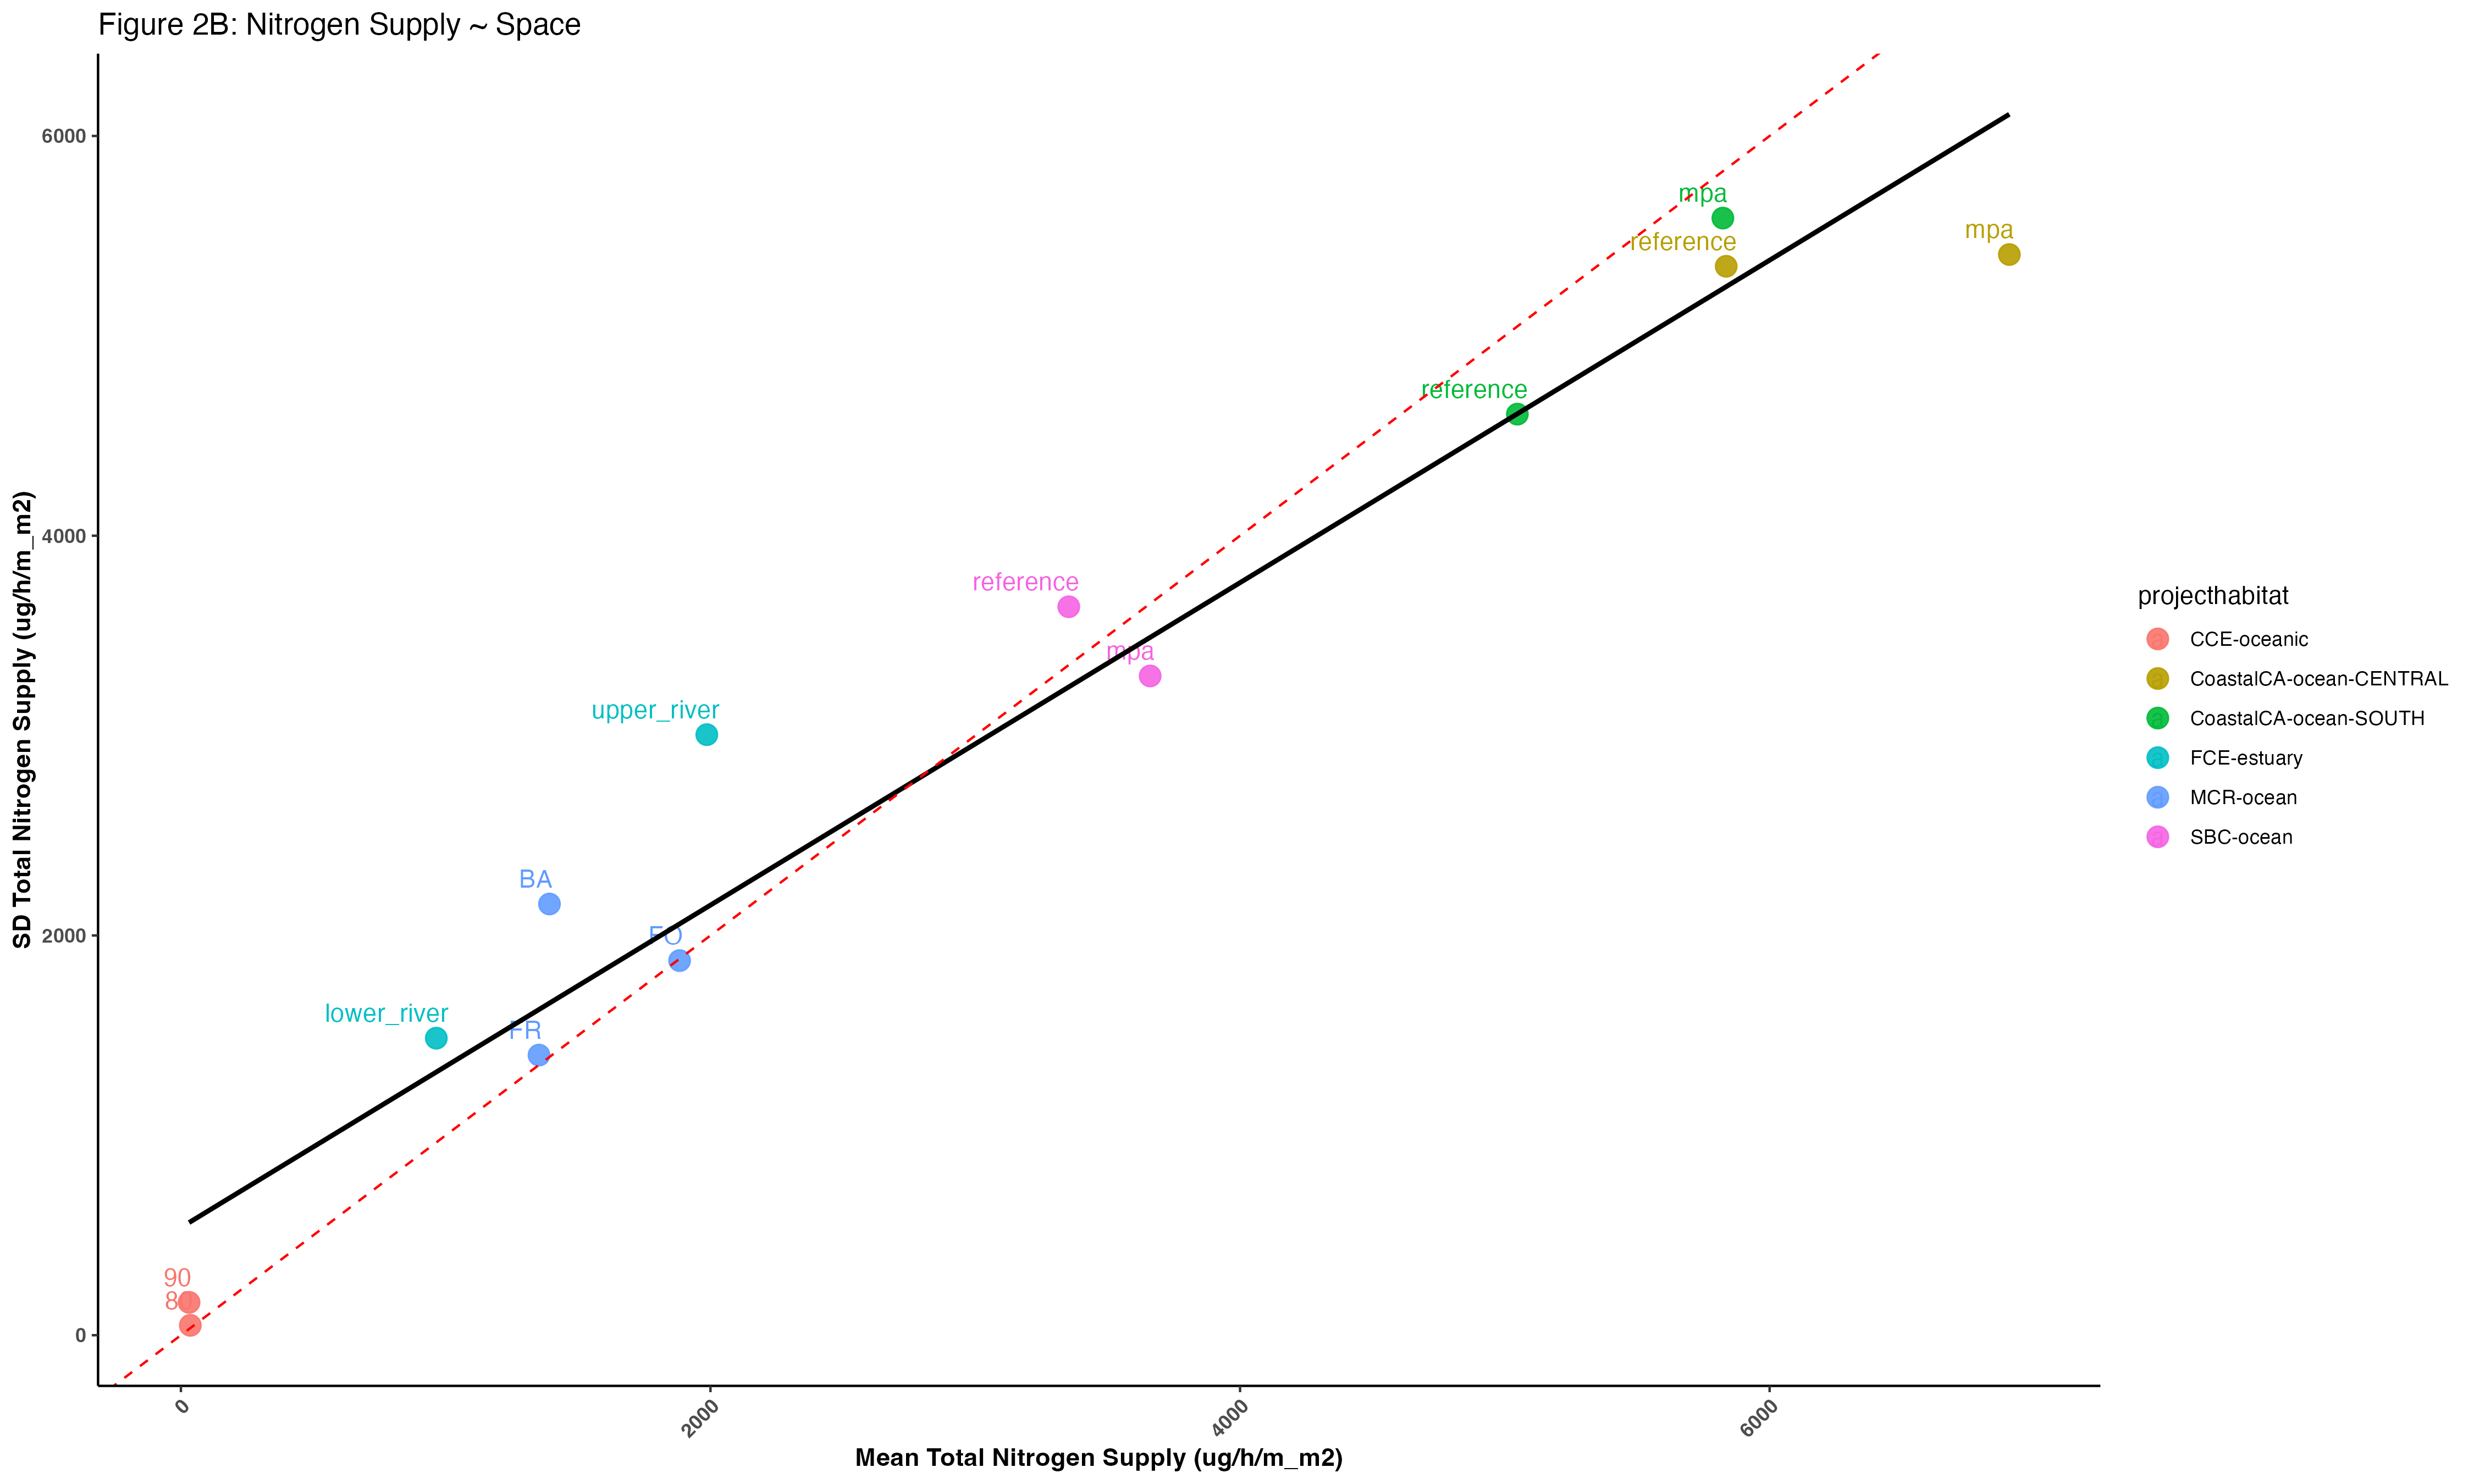 Figure 2B: Nitrogen Supply ~ Space
SD Total Nitrogen Supply (ug/h/m_m2)
6000
4000
2000
0
mpa
reference
mpa
reference
reference
mpa
upper_river
BA
FO
lower_river
FR
90
0
2000
4000
6000
Mean Total Nitrogen Supply (ug/h/m_m2)
projecthabitat
CCE-oceanic
CoastalCA-ocean-CENTRAL
CoastalCA-ocean-SOUTH
FCE-estuary
MCR-ocean
SBC-ocean